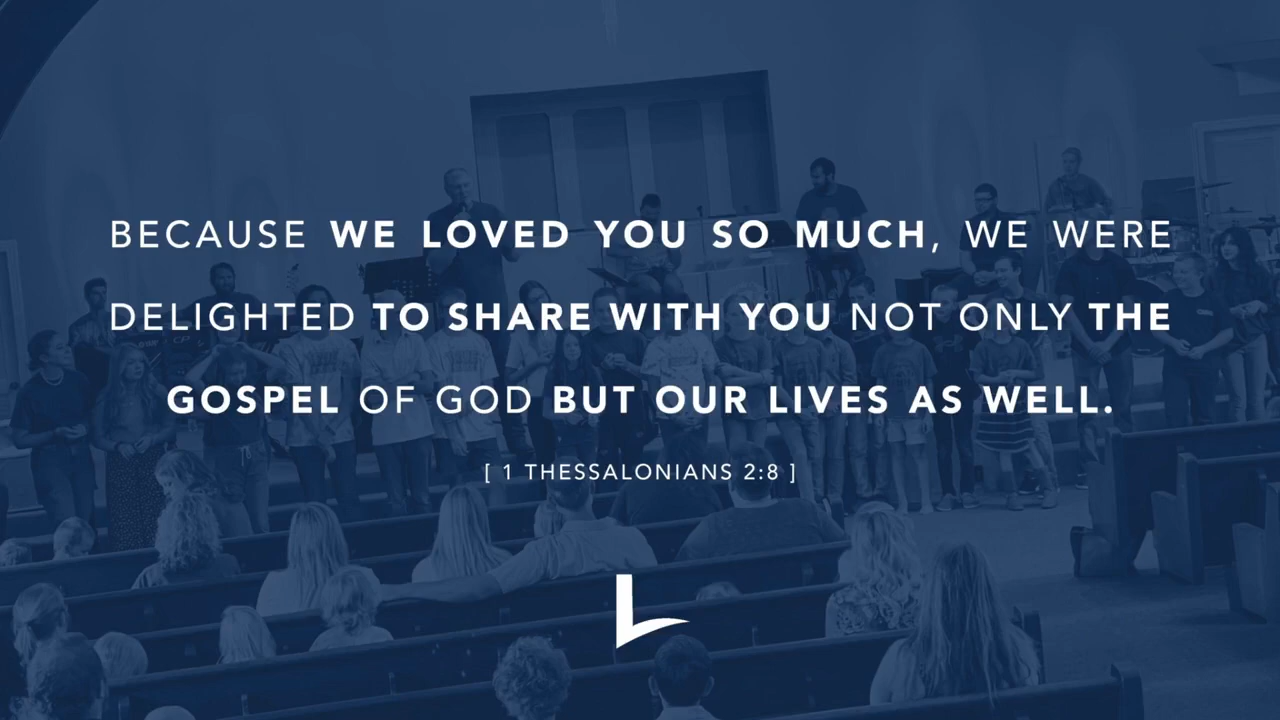 BECAUSE WE LOVED YOU SO MUCH, WE WERE
DELIGHTED TO SHARE WITH YOU NOT ONLY THE
GOSPEL OF GOD BUT OUR LIVES AS WELL.
[ 1 THESSALONIANS 2:8 ]
L